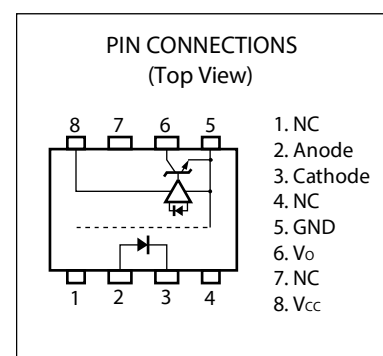 PIN CONNECTIONS
(Top View)
8 7 6 5
1 2 3 4
1. NC
2. Anode
3. Cathode
4. NC
5. GND
6. Vo
7. NC
8. Vcc